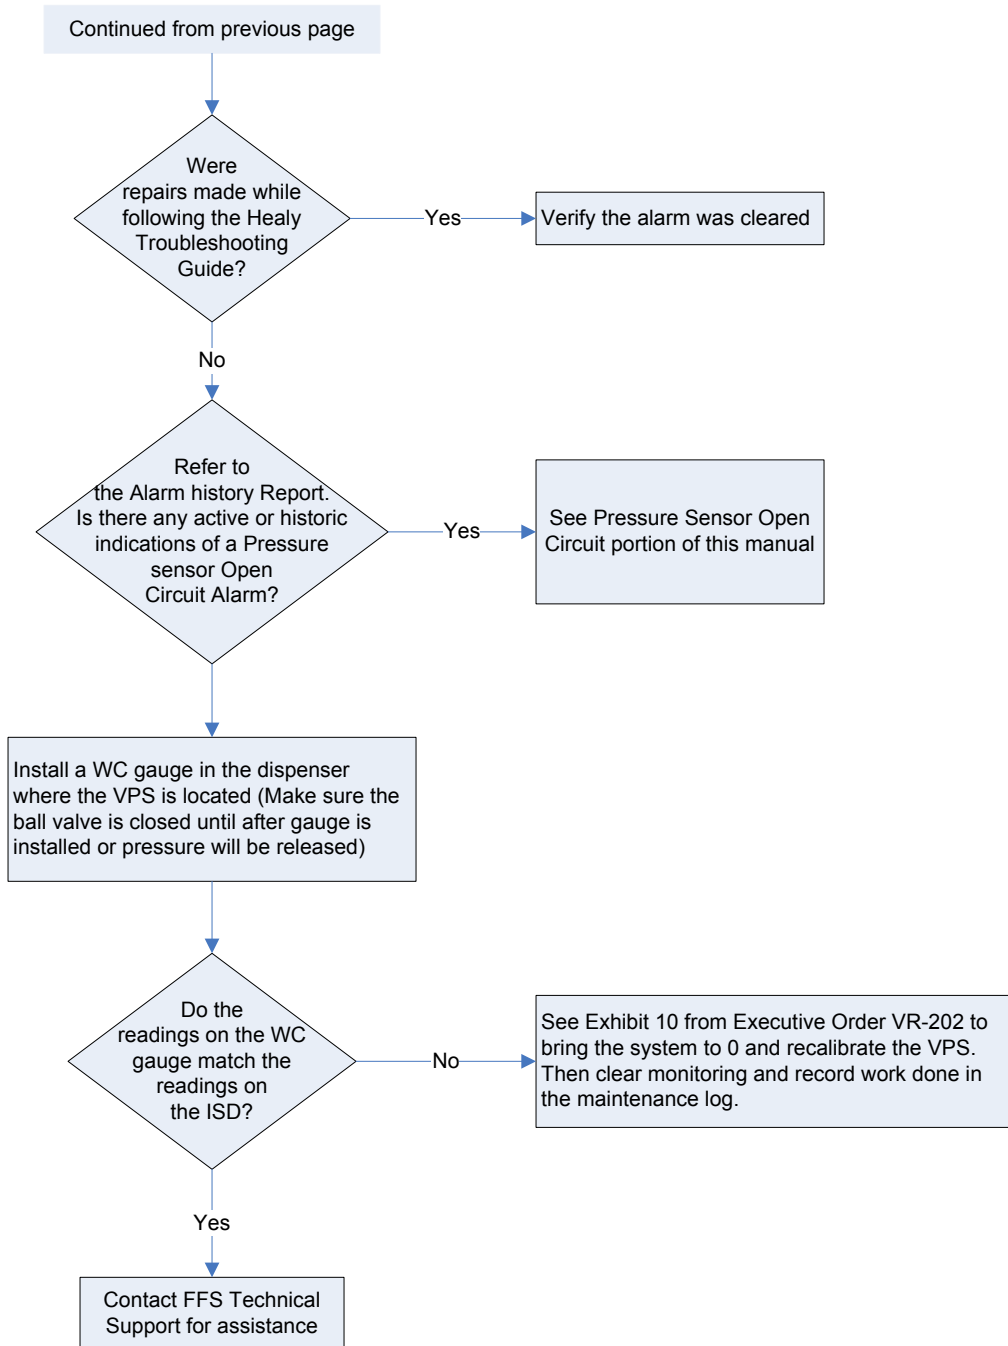 Continued from previous page
Were
repairs made while
following the Healy
Troubleshooting
Guide?
Yes
Verify the alarm was cleared
No
Refer to
the Alarm history Report.
Is there any active or historic
indications of a Pressure
sensor Open
Circuit Alarm?
Yes
See Pressure Sensor Open
Circuit portion of this manual
Install a WC gauge in the dispenser
where the VPS is located (Make sure the
ball valve is closed until after gauge is
installed or pressure will be released)
Do the
readings on the WC
gauge match the
readings on
the ISD?
No
See Exhibit 10 from Executive Order VR-202 to
bring the system to 0 and recalibrate the VPS.
Then clear monitoring and record work done in
the maintenance log.
Yes
Contact FFS Technical
Support for assistance